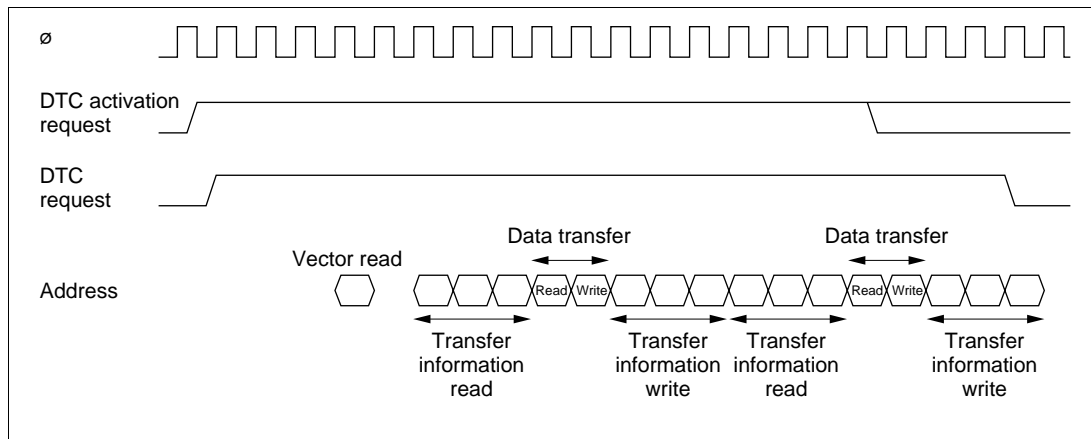 ø
DTC activation
request
DTC
request
Data transfer
Data transfer
Vector read
Address
Read
Write
Read
Write
Transfer
information
read
Transfer
information
write
Transfer
information
read
Transfer
information
write